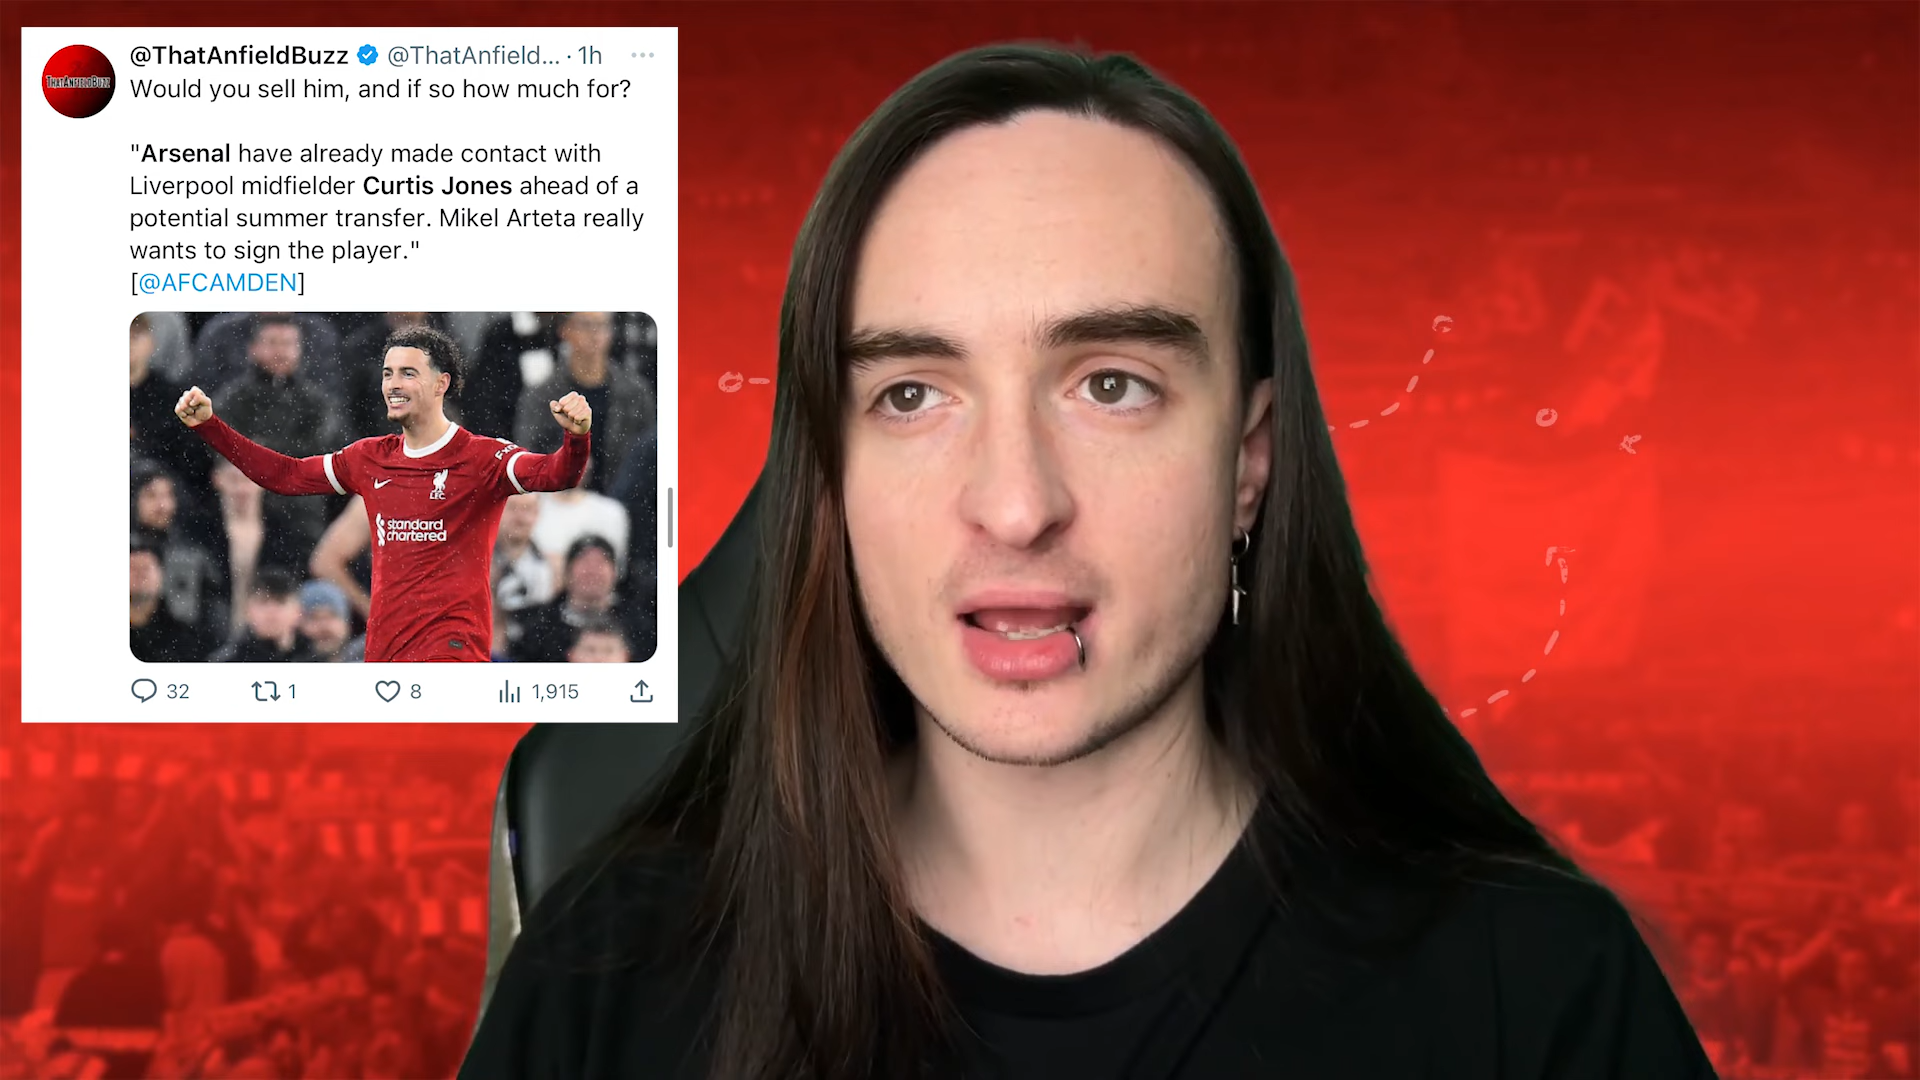 @ThatAnfieldBuzz @ThatAnfield... · 1h
Would you sell him, and if so how much for?
"Arsenal have already made contact with
Liverpool midfielder Curtis Jones ahead of a
potential summer transfer. Mikel Arteta really
wants to sign the player."
[@AFCAMDEN]
THATANFIELDBUZZ
L.F.C.
standard
chartered
32 1 8 1,915